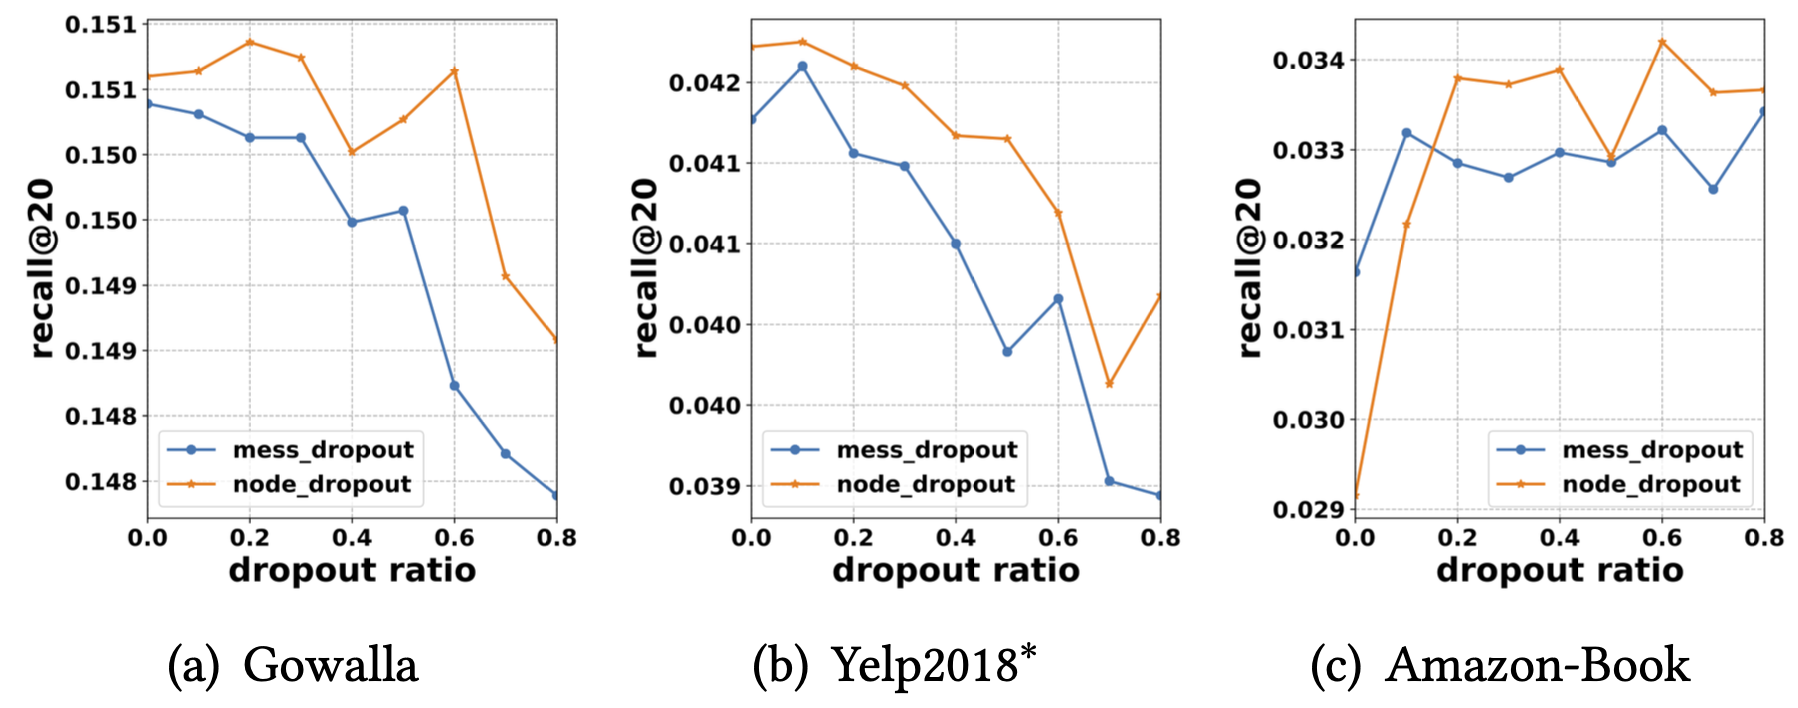 recall@20
0.151
0.151
0.150
0.150
0.149
0.149
0.148
0.148
mess_dropout
node_dropout
0.0 0.2 0.4 0.6 0.8
dropout ratio
(a) Gowalla
recall@20
0.042
0.041
0.041
0.040
0.040
0.039
mess_dropout
node_dropout
0.0 0.2 0.4 0.6 0.8
dropout ratio
(b) Yelp2018*
recall@20
0.034
0.033
0.032
0.031
0.030
0.029
mess_dropout
node_dropout
0.0 0.2 0.4 0.6 0.8
dropout ratio
(c) Amazon-Book